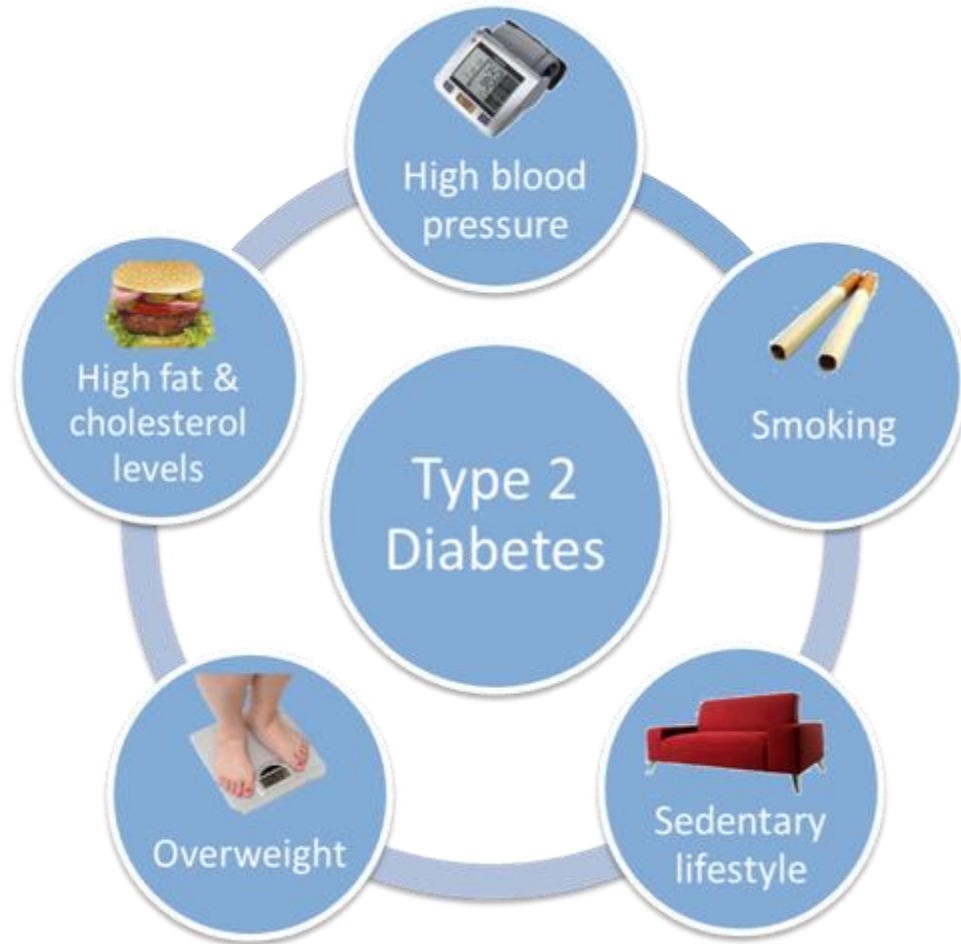 High blood
pressure
Smoking
Sedentary
lifestyle
Overweight
High fat &
cholesterol
levels
Type 2
Diabetes